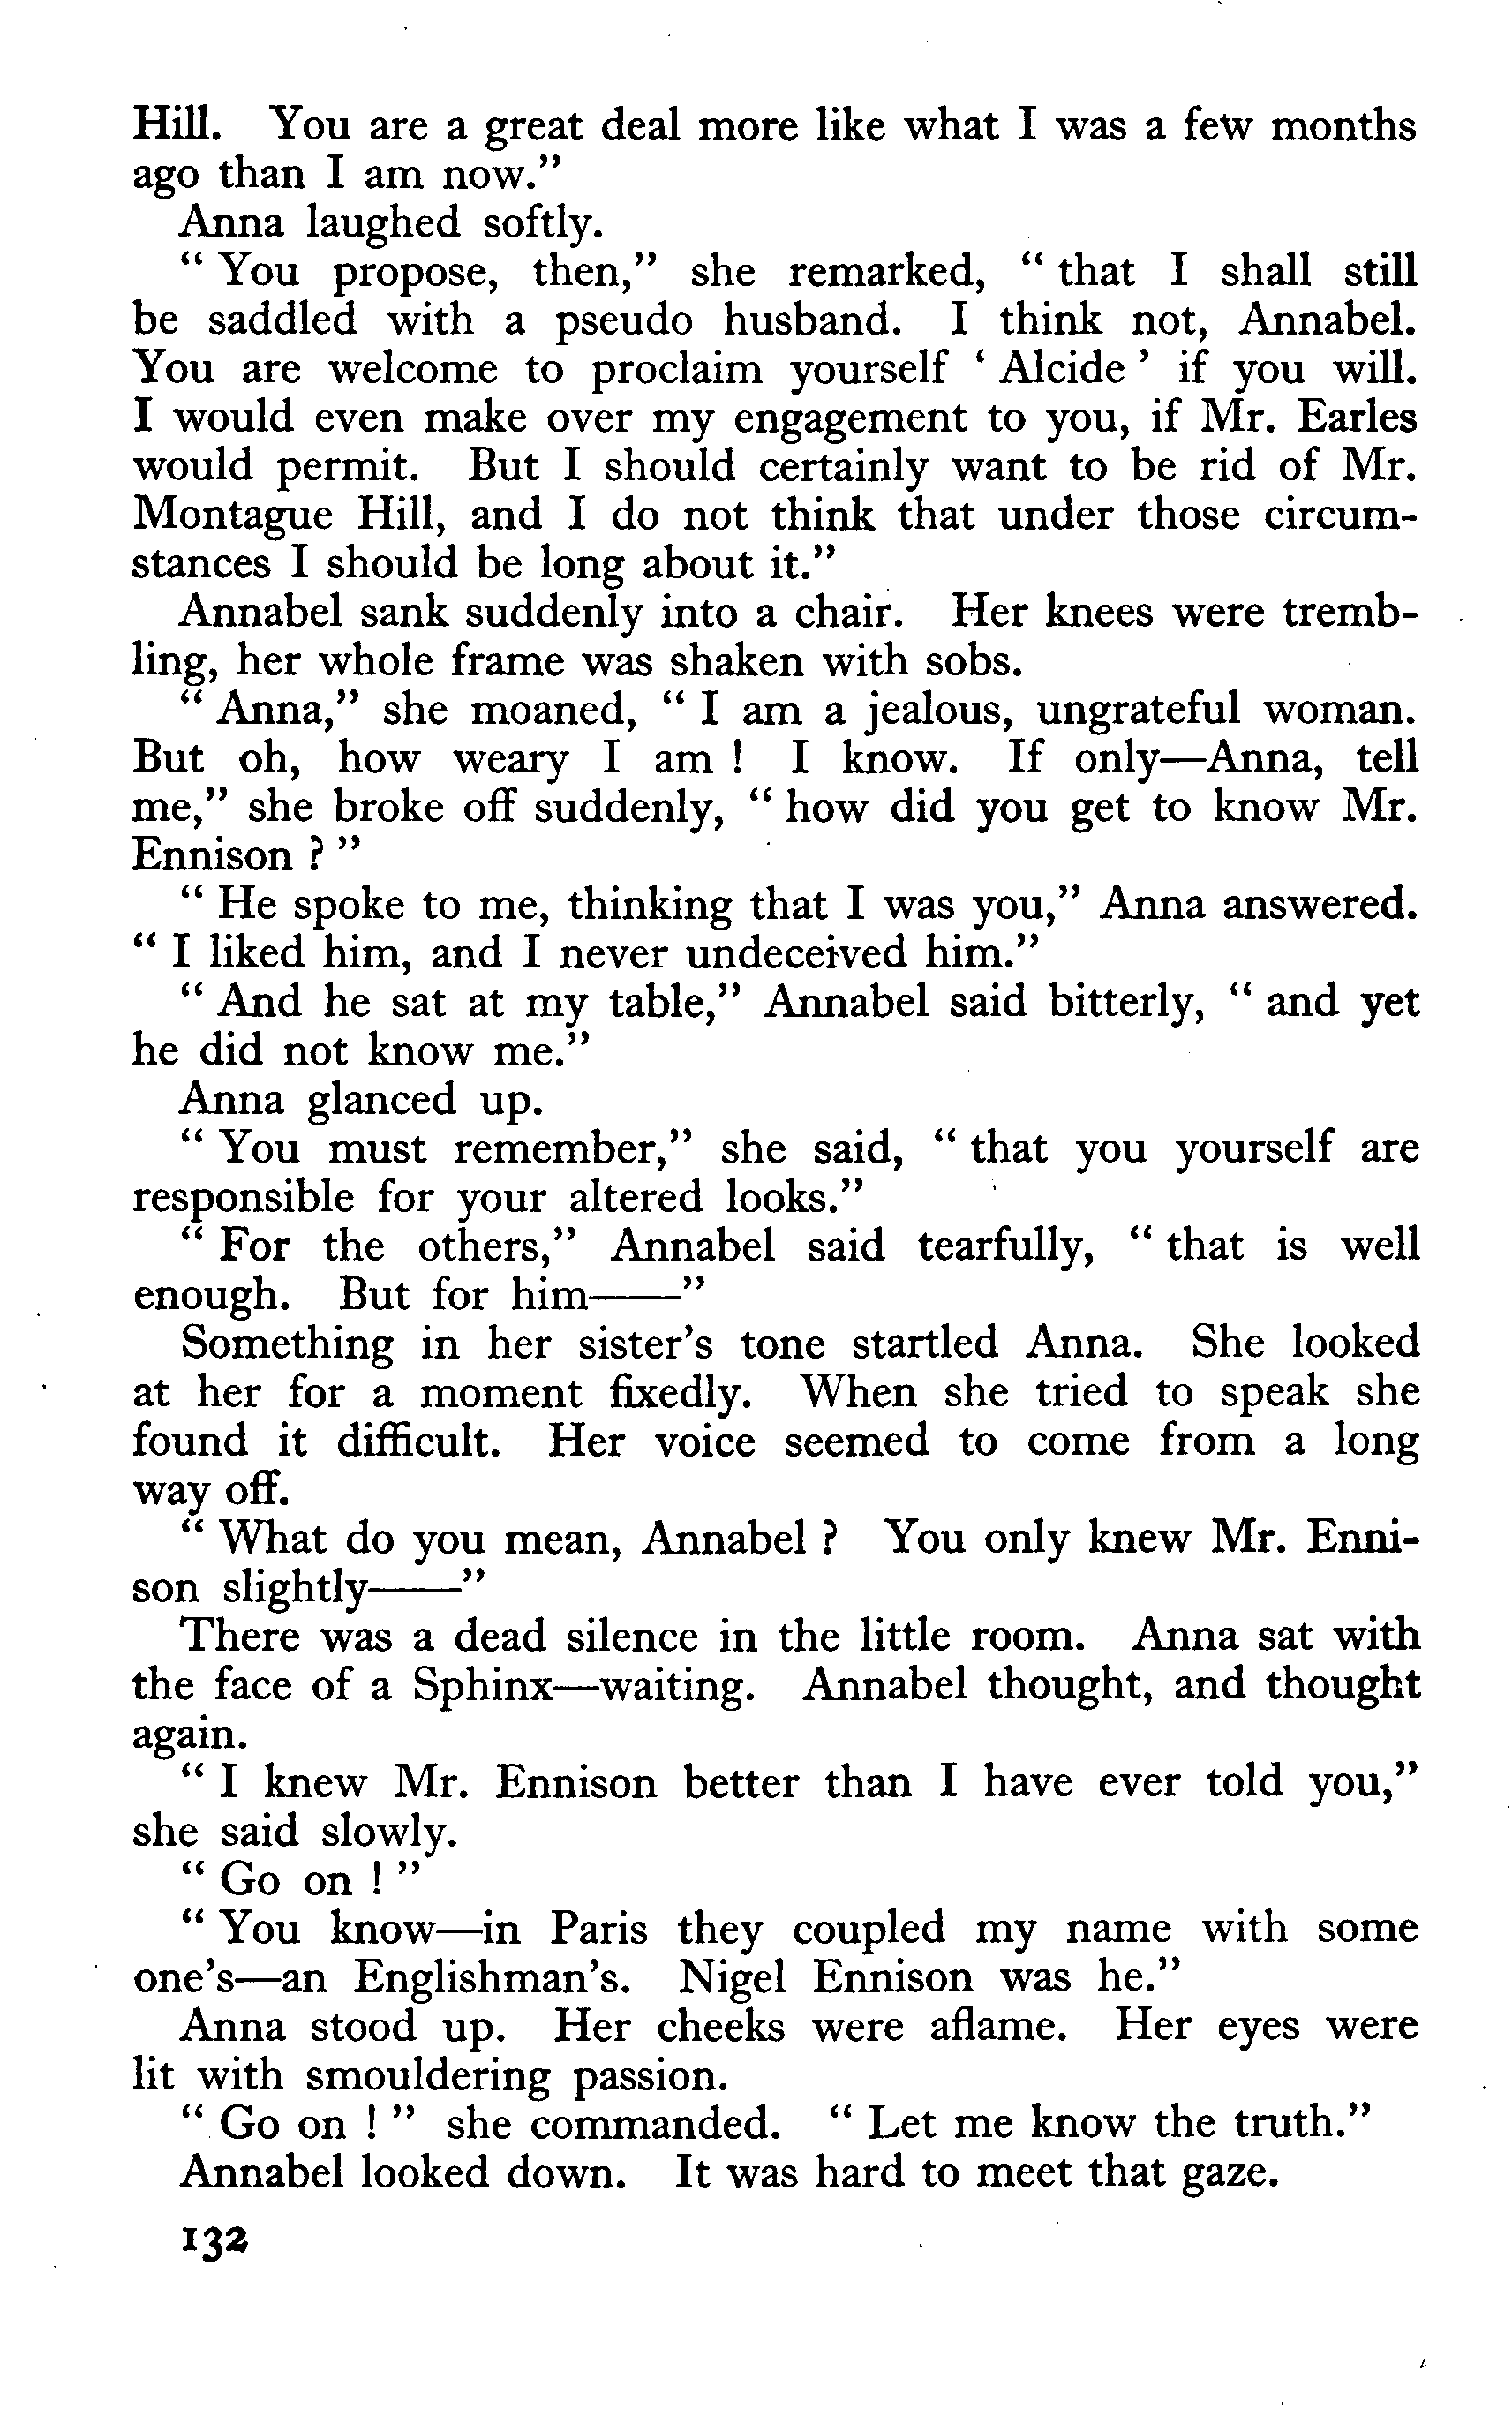 Hill. You are a great deal more like what I was a few months
ago than I am now."
Anna laughed softly.
" You propose, then," she remarked, " that I shall still
be saddled with a pseudo husband. I think not, Annabel.
You are welcome to proclaim yourself ' Alcide ' if you will.
I would even make over my engagement to you, if Mr. Earles
would permit. But I should certainly want to be rid of Mr.
Montague Hill, and I do not think that under those circum-
stances I should be long about it."
Annabel sank suddenly into a chair. Her knees were tremb-
ling, her whole frame was shaken with sobs.
" Anna," she moaned, " I am a jealous, ungrateful woman.
But oh, how weary I am ! I know. If only—Anna, tell
me," she broke off suddenly, " how did you get to know Mr.
Ennison ? "
" He spoke to me, thinking that I was you," Anna answered.
" I liked him, and I never undeceived him."
" And he sat at my table," Annabel said bitterly, " and yet
he did not know me."
Anna glanced up.
" You must remember," she said, " that you yourself are
responsible for your altered looks."
" For the others," Annabel said tearfully, " that is well
enough. But for him——"
Something in her sister's tone startled Anna. She looked
at her for a moment fixedly. When she tried to speak she
found it difficult. Her voice seemed to come from a long
way off.
" What do you mean, Annabel ? You only knew Mr. Enni-
son slightly——"
There was a dead silence in the little room. Anna sat with
the face of a Sphinx—waiting. Annabel thought, and thought
again.
" I knew Mr. Ennison better than I have ever told you,"
she said slowly.
" Go on ! "
" You know—in Paris they coupled my name with some
one's—an Englishman's. Nigel Ennison was he."
Anna stood up. Her cheeks were aflame. Her eyes were
lit with smouldering passion.
" Go on ! " she commanded. " Let me know the truth."
Annabel looked down. It was hard to meet that gaze.
132